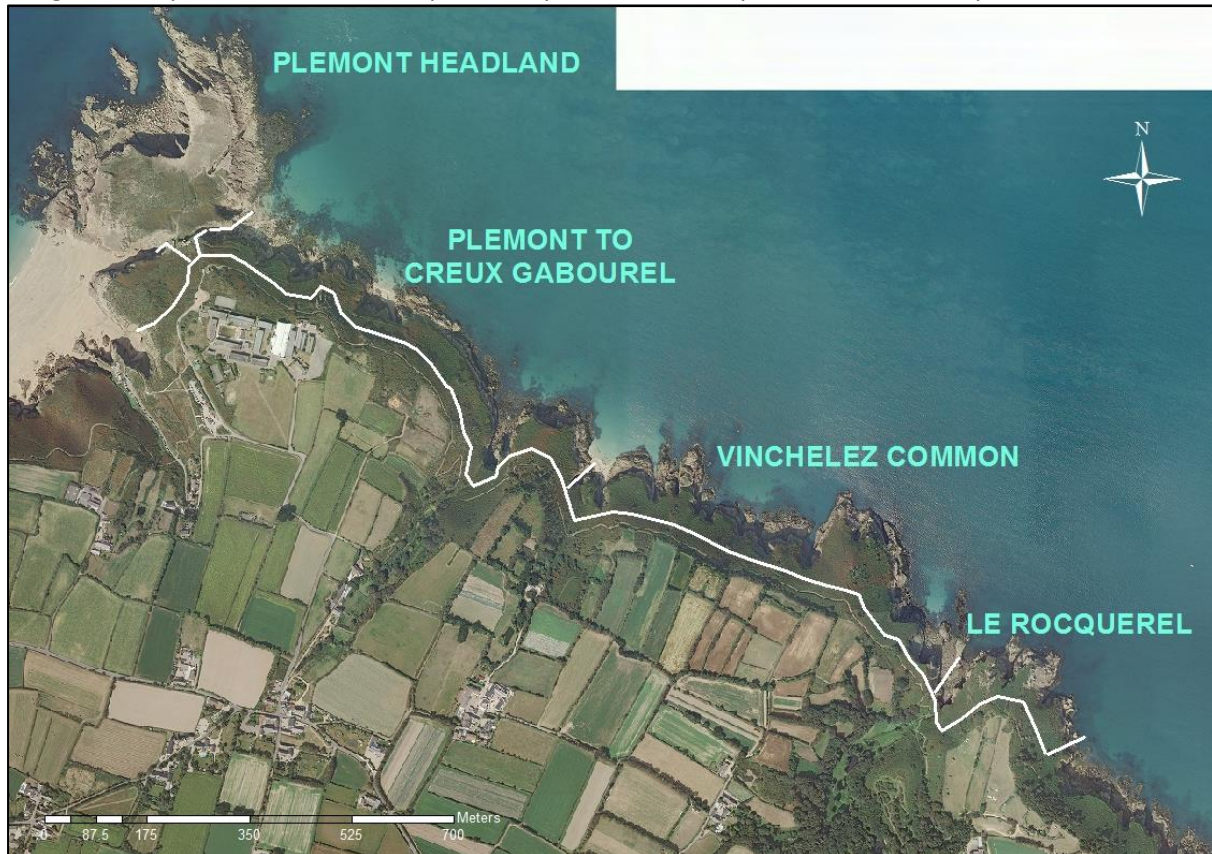 PLEMONT HEADLAND
N
PLEMONT TO
CREUX GABOUREL
VINCHELEZ COMMON
LE ROCQUEREL
Meters
0 87.5 175 350 525 700